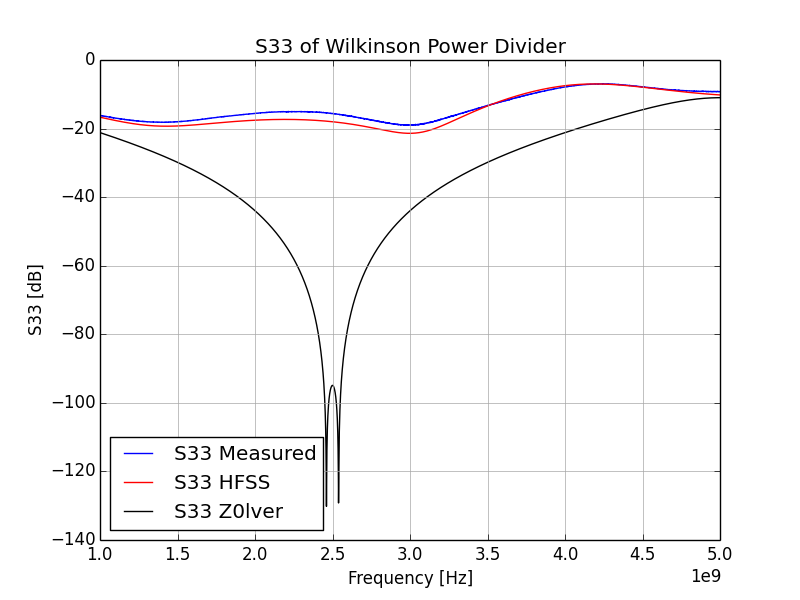 S33 of Wilkinson Power Divider
S33 [dB]
0
−20
−40
−60
−80
−100
−120
−140
S33 Measured
S33 HFSS
S33 Z0lver
1.0 1.5 2.0 2.5 3.0 3.5 4.0 4.5 5.0
1e9
Frequency [Hz]